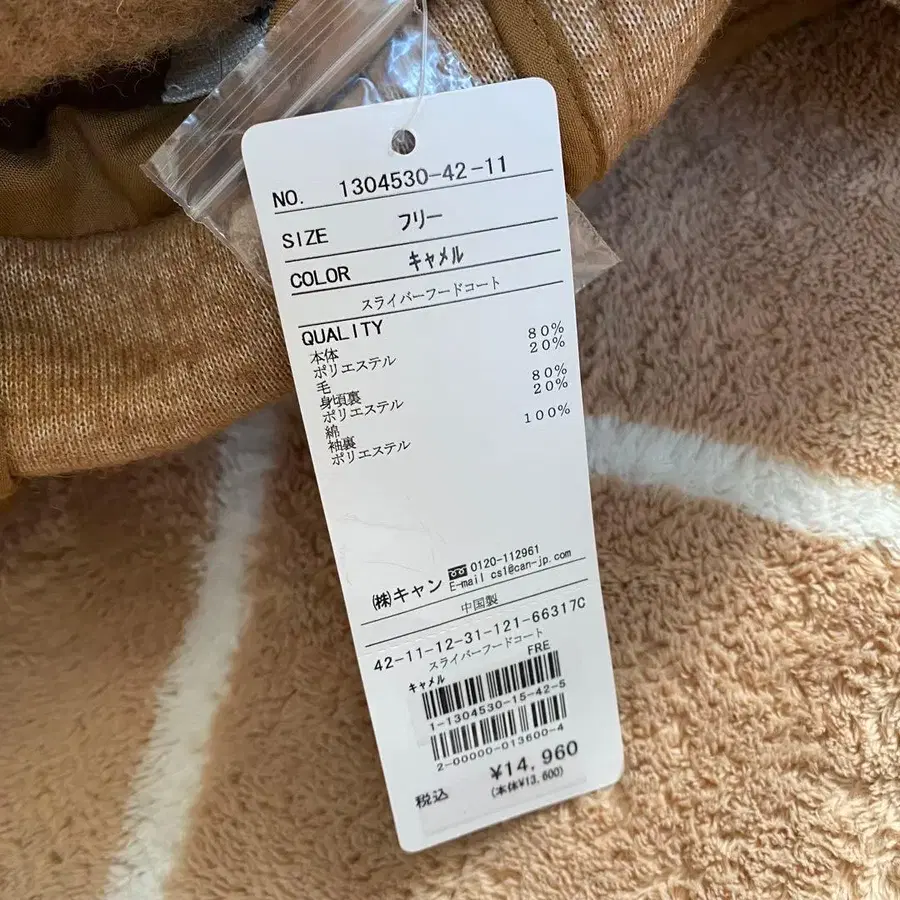 NO. 1304530-42-11
SIZE フリー
COLOR キャメル
スライバーフードコート
QUALITY
本体
ポリエステル 80%
毛 20%
身頃裏
ポリエステル 80%
綿 20%
袖裏
ポリエステル 100%
㈱キャン 0120-112961
E-mail cs1@can-jp.com
中国製
42-11-12-31-121-66317C
スライバーフードコート
キャメル FRE
1-1304530-15-42-5
2-00000-013600-4
¥14,960
税込 (本体¥13,600)